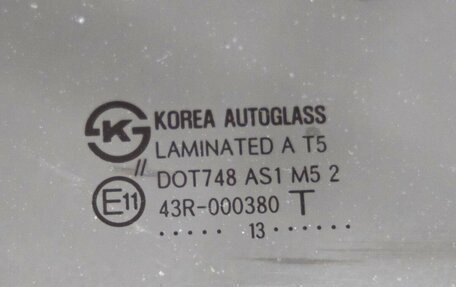 K KOREA AUTOGLASS
LAMINATED A T5
// DOT748 AS1 M5 2
E11 43R-000380 T
····· 13 ······